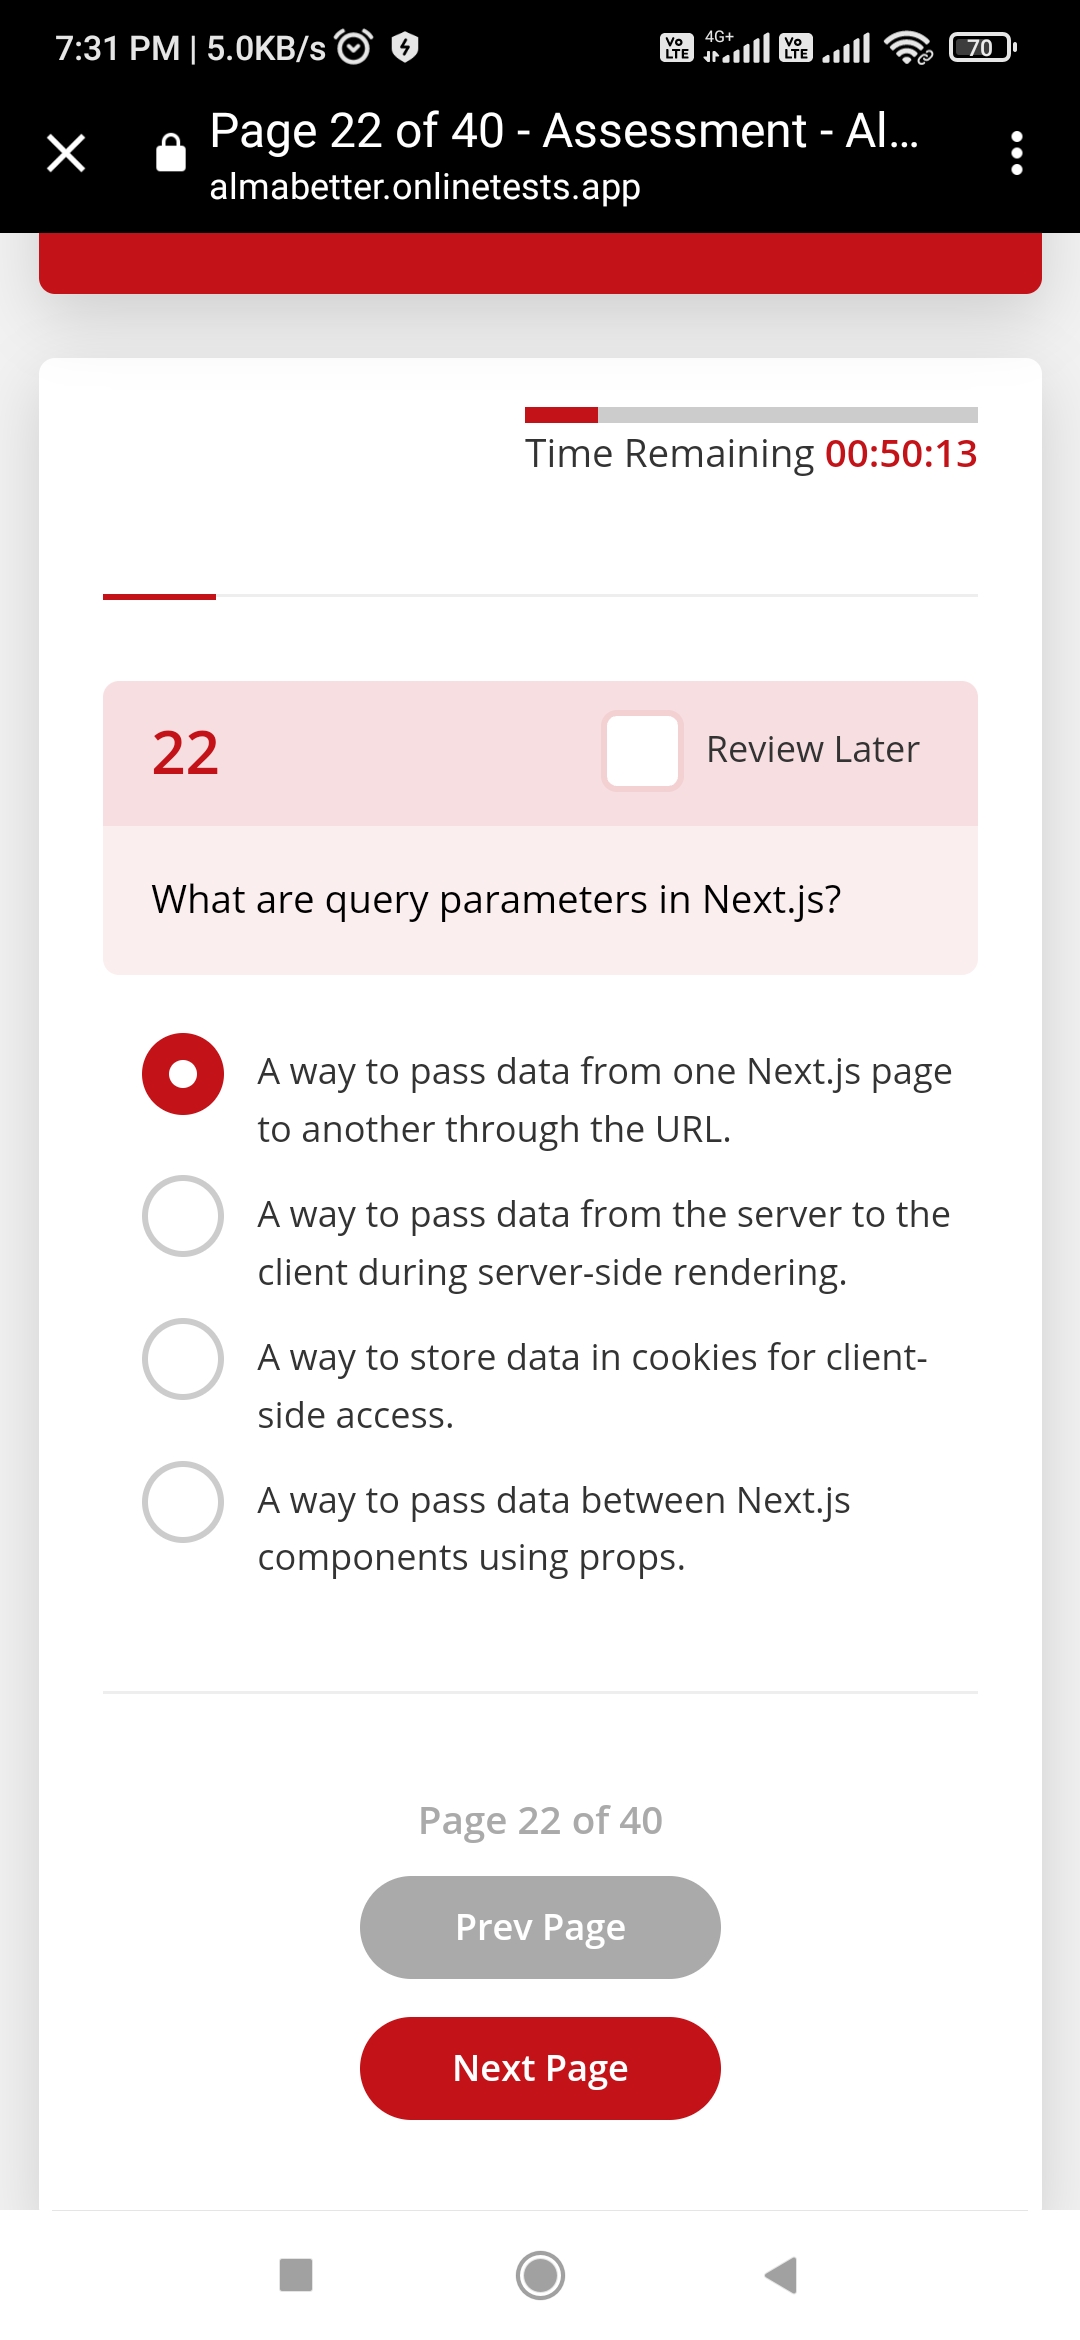 7:31 PM | 5.0KB/s
Vo LTE 4G+ Vo LTE 70
Page 22 of 40 - Assessment - Al...
almabetter.onlinetests.app
Time Remaining 00:50:13
22
Review Later
What are query parameters in Next.js?
A way to pass data from one Next.js page
to another through the URL.
A way to pass data from the server to the
client during server-side rendering.
A way to store data in cookies for client-
side access.
A way to pass data between Next.js
components using props.
Page 22 of 40
Prev Page
Next Page